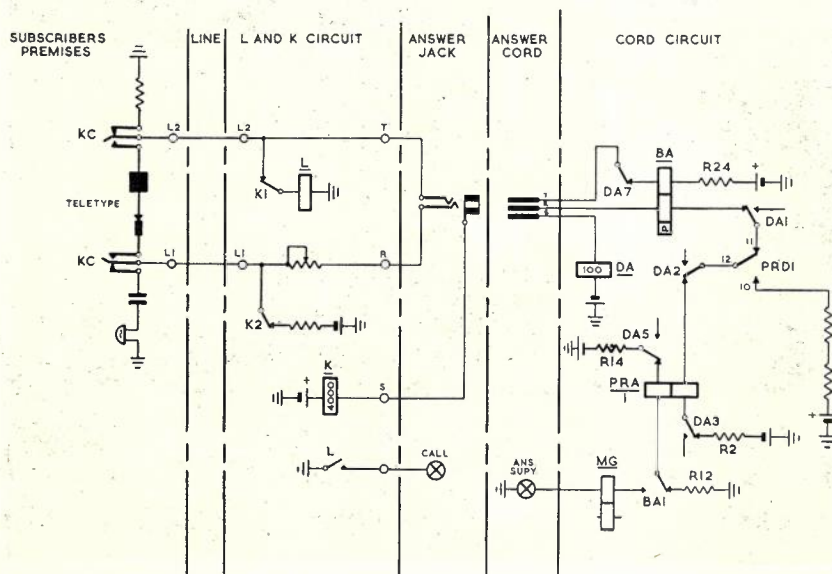 SUBSCRIBERS
PREMISES
LINE
L AND K CIRCUIT
ANSWER
JACK
ANSWER
CORD
CORD CIRCUIT
KC
L2
L2
T
K1
L
TELETYPE
KC
L1
L1
R
K2
K
4000
+
S
L
CALL
BA
R24
+
DA7
P
DA1
11
DA2
12
PRD1
10
100
DA
DA5
R14
PRA
1
DA3
R2
+
ANS
SUPY
MG
BA1
R12